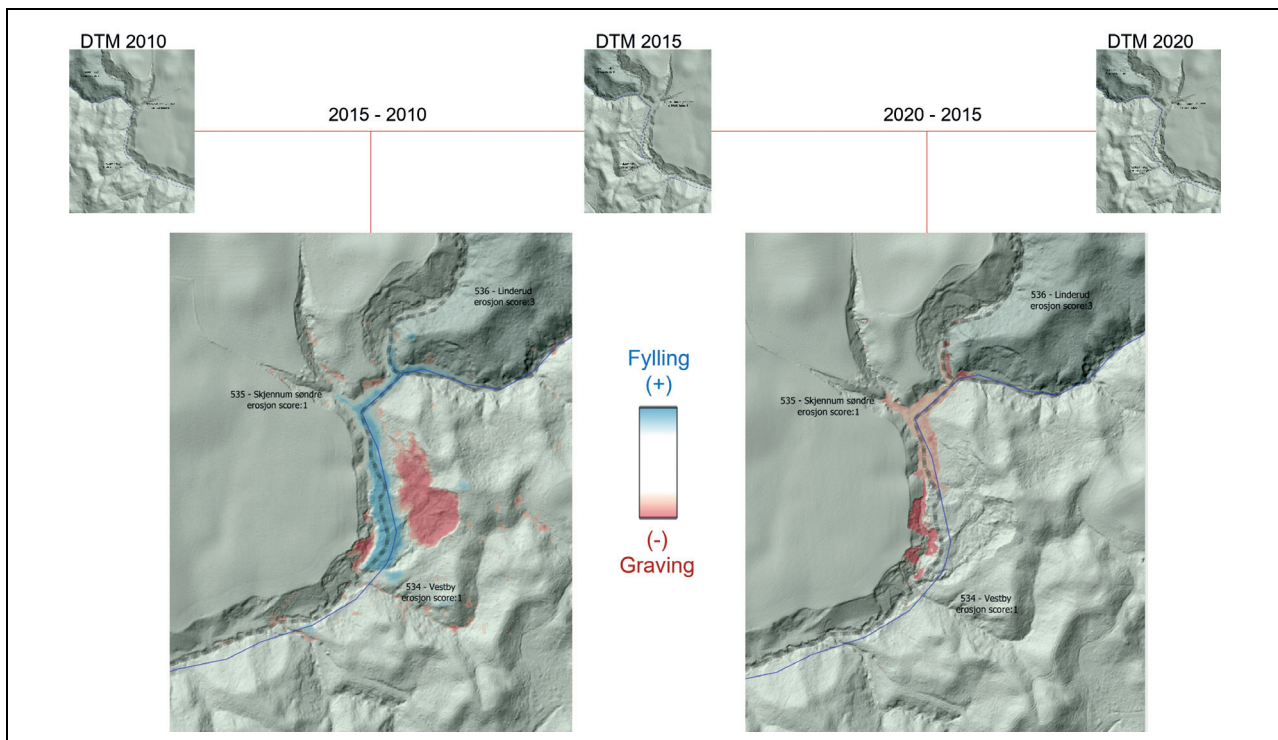 DTM 2010
DTM 2015
DTM 2020
2015 - 2010
2020 - 2015
536 - Linderud
erosjon score:3
535 - Skjennum søndre
erosjon score:1
534 - Vestby
erosjon score:1
Fylling
(+)
(-)
Graving
536 - Linderud
erosjon score:3
535 - Skjennum søndre
erosjon score:1
534 - Vestby
erosjon score:1